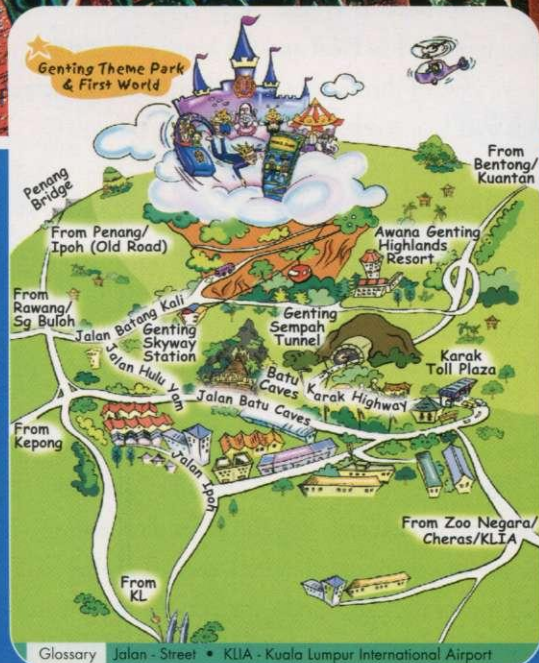 Genting Theme Park
& First World
From
Bentong/
Kuantan
Penang
Bridge
From Penang/
Ipoh (Old Road)
Awana Genting
Highlands
Resort
From
Rawang/
Sg Buloh
Jalan Batang Kali
Genting
Skyway
Station
Genting
Sempah
Tunnel
Jalan Hulu Yam
Batu
Caves
Karak Highway
Karak
Toll Plaza
Jalan Batu Caves
From
Kepong
Jalan Ipoh
From Zoo Negara/
Cheras/KLIA
From
KL
Glossary Jalan - Street • KLIA - Kuala Lumpur International Airport